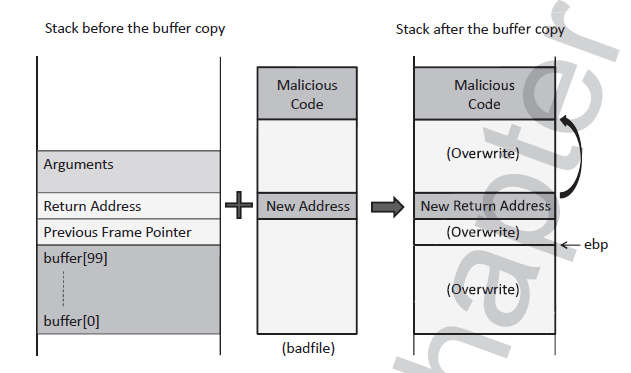 Stack before the buffer copy
Stack after the buffer copy
Arguments
Return Address
Previous Frame Pointer
buffer[99]
buffer[0]
Malicious
Code
New Address
(badfile)
Malicious
Code
(Overwrite)
New Return Address
(Overwrite)
ebp
(Overwrite)
hapter